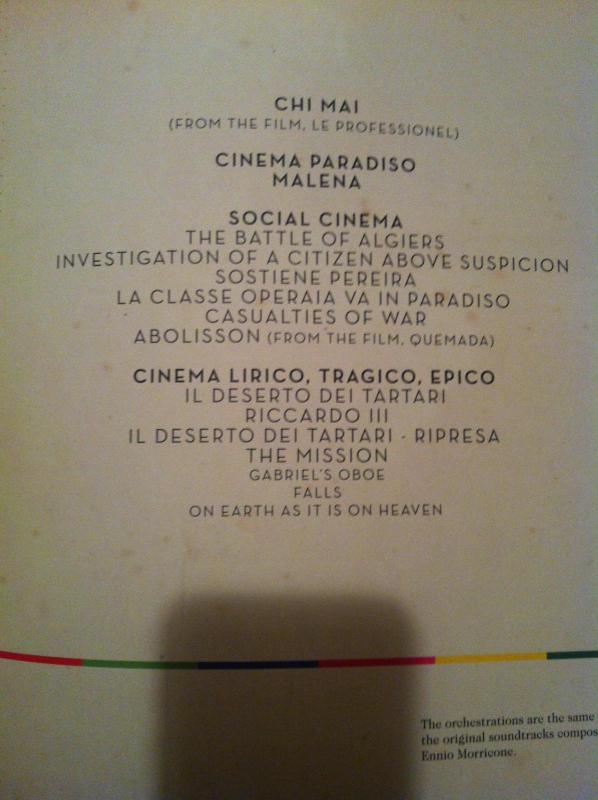 CHI MAI
(FROM THE FILM, LE PROFESSIONEL)
CINEMA PARADISO
MALENA
SOCIAL CINEMA
THE BATTLE OF ALGIERS
INVESTIGATION OF A CITIZEN ABOVE SUSPICION
SOSTIENE PEREIRA
LA CLASSE OPERAIA VA IN PARADISO
CASUALTIES OF WAR
ABOLISSON (FROM THE FILM, QUEMADA)
CINEMA LIRICO, TRAGICO, EPICO
IL DESERTO DEI TARTARI
RICCARDO III
IL DESERTO DEI TARTARI - RIPRESA
THE MISSION
GABRIEL'S OBOE
FALLS
ON EARTH AS IT IS ON HEAVEN
The orchestrations are the same
the original soundtracks compos
Ennio Morricone.